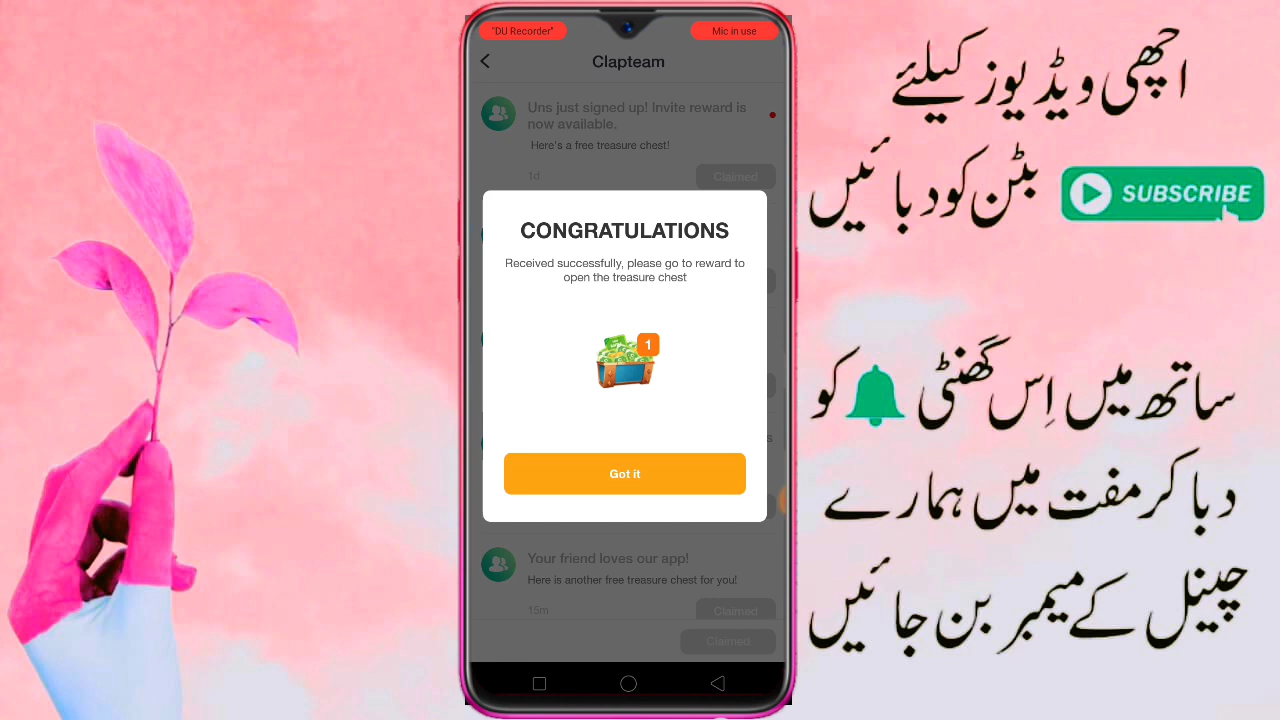 "DU Recorder"
Mic in use
Clapteam
Uns just signed up! Invite reward is
now available.
Here's a free treasure chest!
1d
Claimed
CONGRATULATIONS
Received successfully, please go to reward to
open the treasure chest
1
Got it
Your friend loves our app!
Here is another free treasure chest for you!
15m
Claimed
Claimed
اچھی ویڈیوز کیلئے
بٹن کو دبائیں
SUBSCRIBE
ساتھ میں اِس گھنٹی کو
دبا کر مفت میں ہمارے
چینل کے میمبر بن جائیں